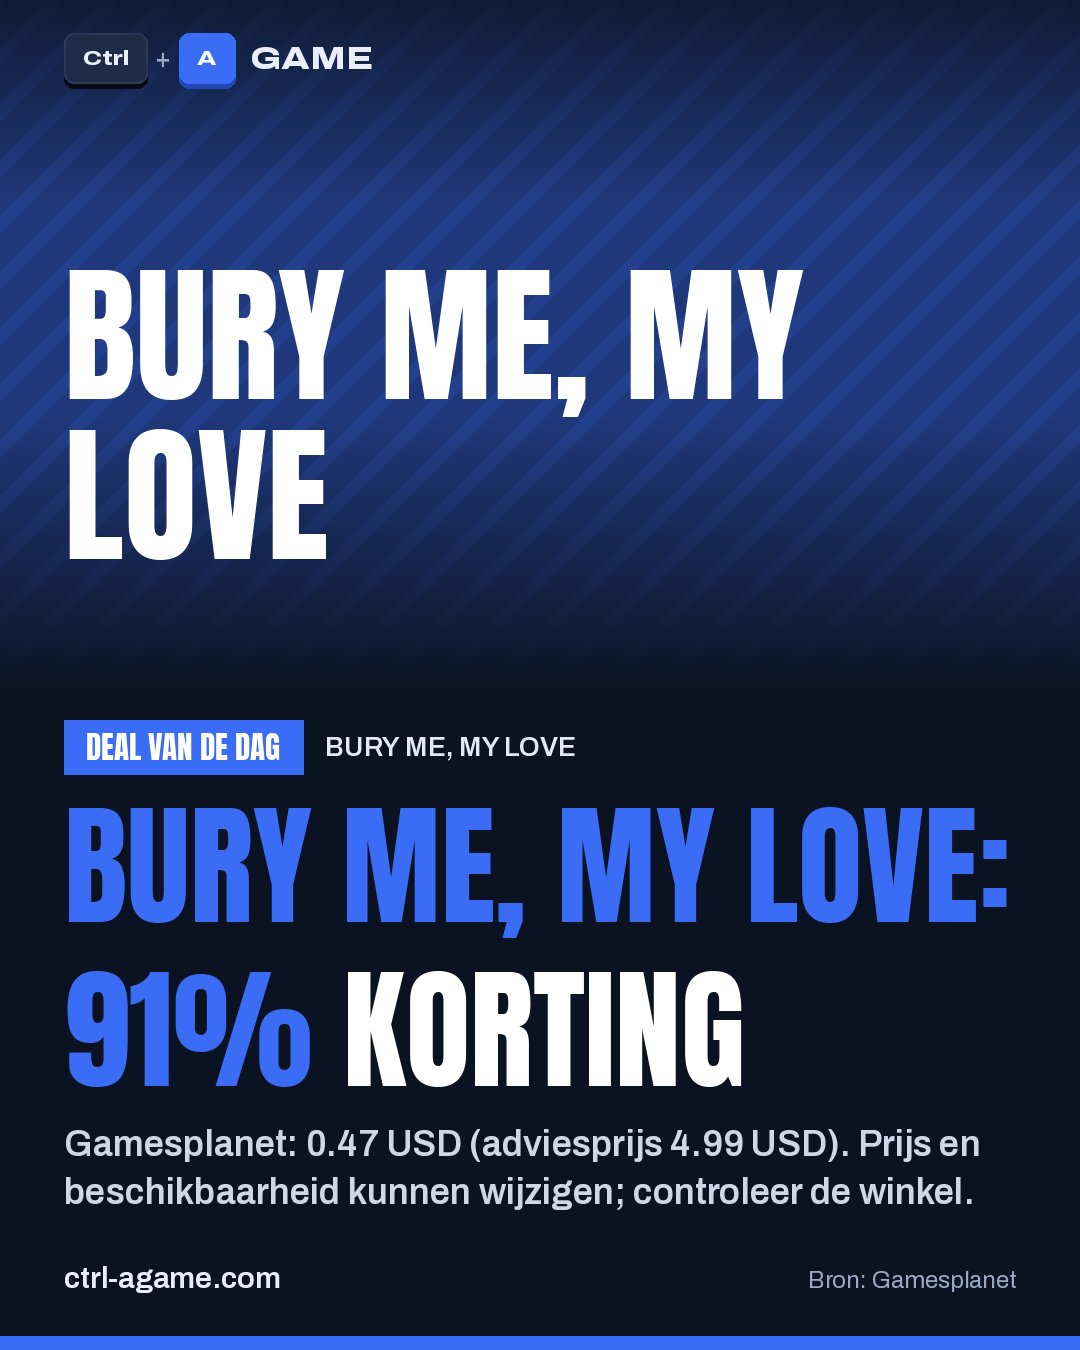 Ctrl + A GAME
BURY ME, MY
LOVE
DEAL VAN DE DAG BURY ME, MY LOVE
BURY ME, MY LOVE:
91% KORTING
Gamesplanet: 0.47 USD (adviesprijs 4.99 USD). Prijs en
beschikbaarheid kunnen wijzigen; controleer de winkel.
ctrl-agame.com Bron: Gamesplanet